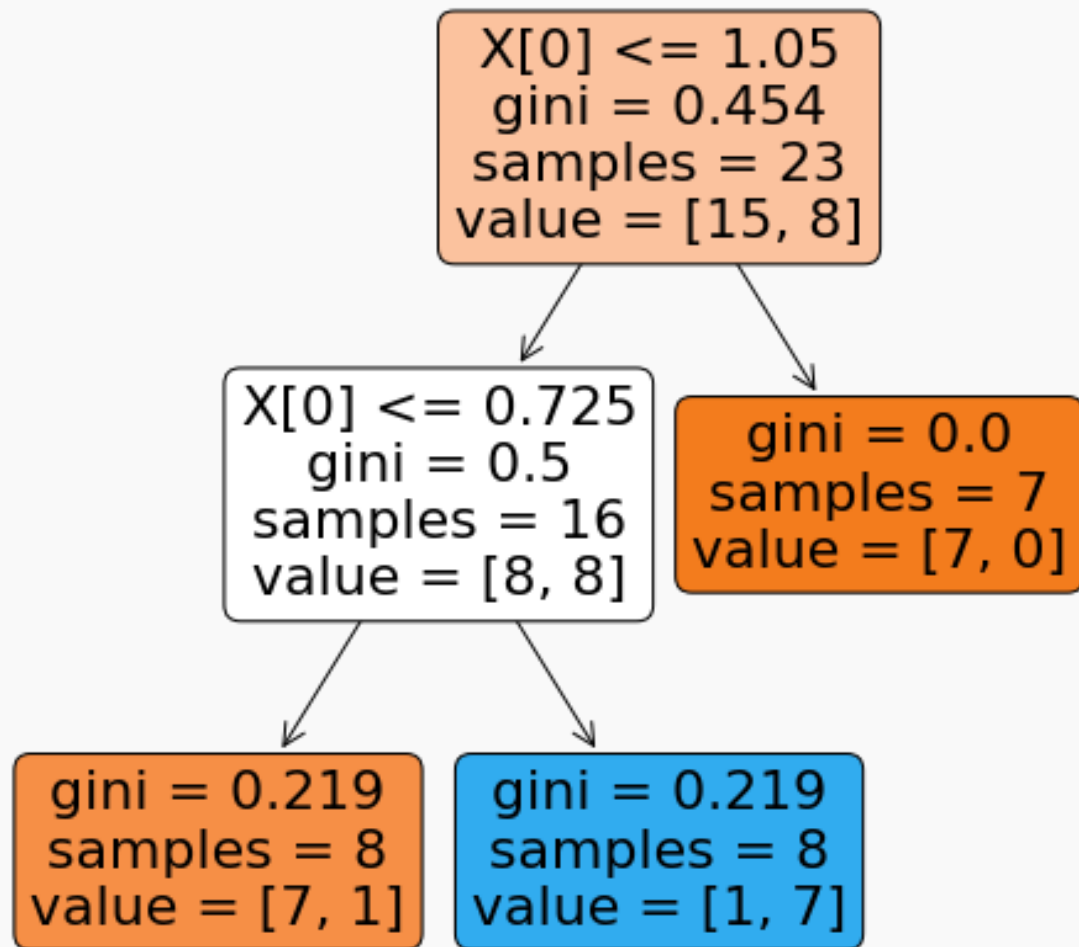 X[0] <= 1.05
gini = 0.454
samples = 23
value = [15, 8]
X[0] <= 0.725
gini = 0.5
samples = 16
value = [8, 8]
gini = 0.0
samples = 7
value = [7, 0]
gini = 0.219
samples = 8
value = [7, 1]
gini = 0.219
samples = 8
value = [1, 7]